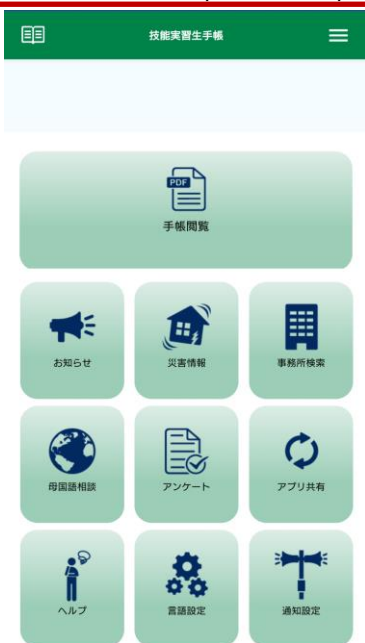 技能実習生手帳
PDF
手帳閲覧
お知らせ
災害情報
事務所検索
母国語相談
アンケート
アプリ共有
ヘルプ
言語設定
通知設定